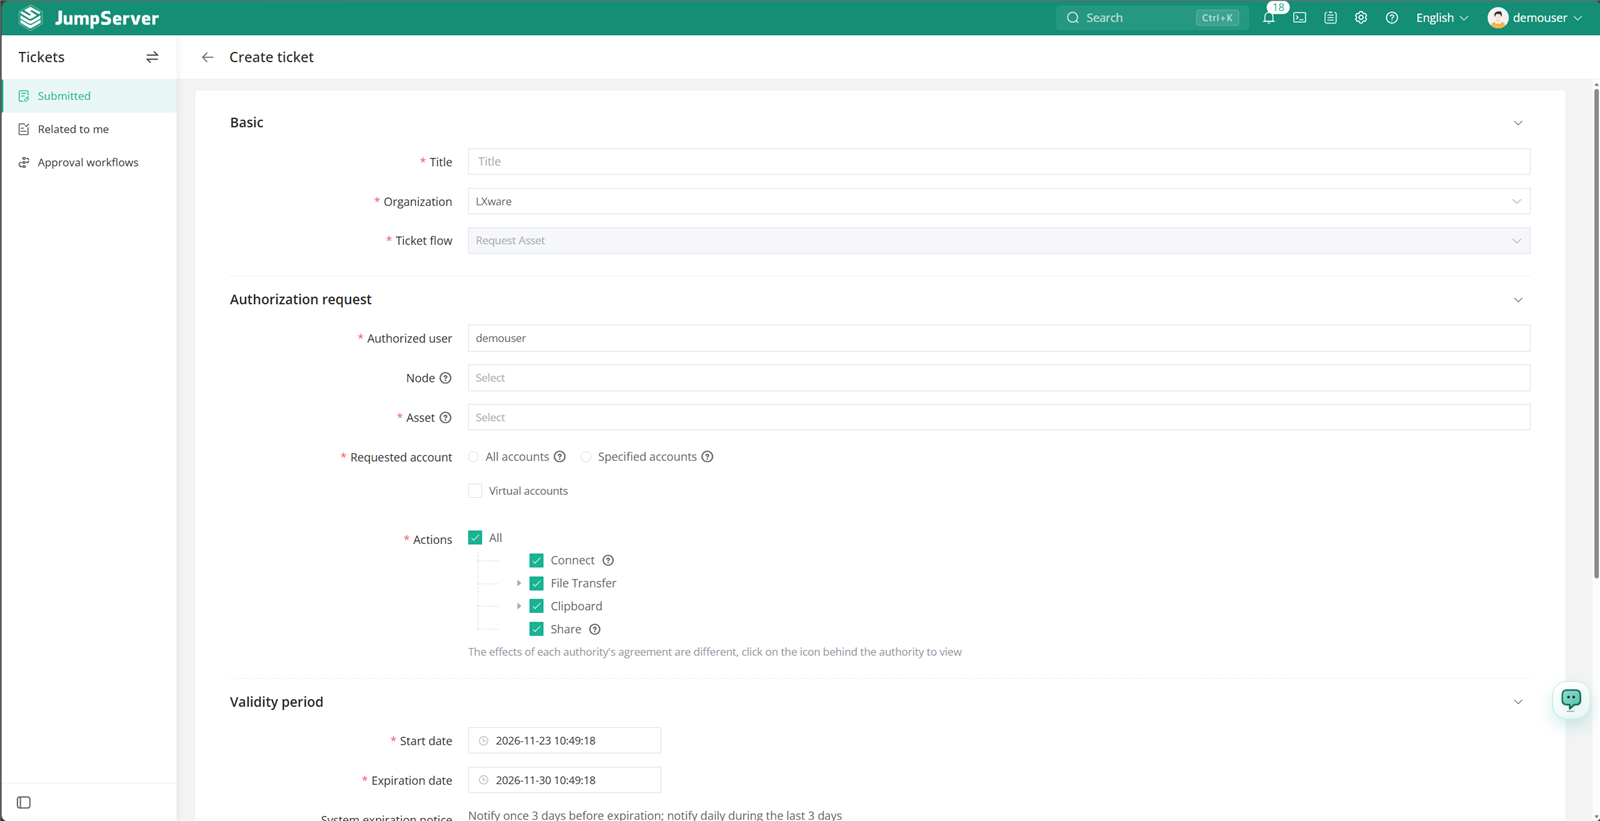 JumpServer
Search
Ctrl+K
18
English
demouser
Tickets
Create ticket
Submitted
Related to me
Approval workflows
Basic
* Title
Title
* Organization
LXware
* Ticket flow
Request Asset
Authorization request
* Authorized user
demouser
Node
Select
* Asset
Select
* Requested account
All accounts
Specified accounts
Virtual accounts
* Actions
All
Connect
File Transfer
Clipboard
Share
The effects of each authority's agreement are different, click on the icon behind the authority to view
Validity period
* Start date
2026-11-23 10:49:18
* Expiration date
2026-11-30 10:49:18
System expiration notice
Notify once 3 days before expiration; notify daily during the last 3 days